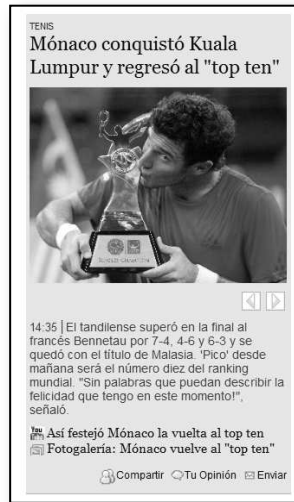 TENIS
Mónaco conquistó Kuala
Lumpur y regresó al "top ten"
14:35 | El tandilense superó en la final al
francés Bennetau por 7-4, 4-6 y 6-3 y se
quedó con el título de Malasia. 'Pico' desde
mañana será el número diez del ranking
mundial. "Sin palabras que puedan describir la
felicidad que tengo en este momento!",
señaló.
You Así festejó Mónaco la vuelta al top ten
Fotogalería: Mónaco vuelve al "top ten"
Compartir Tu Opinión Enviar